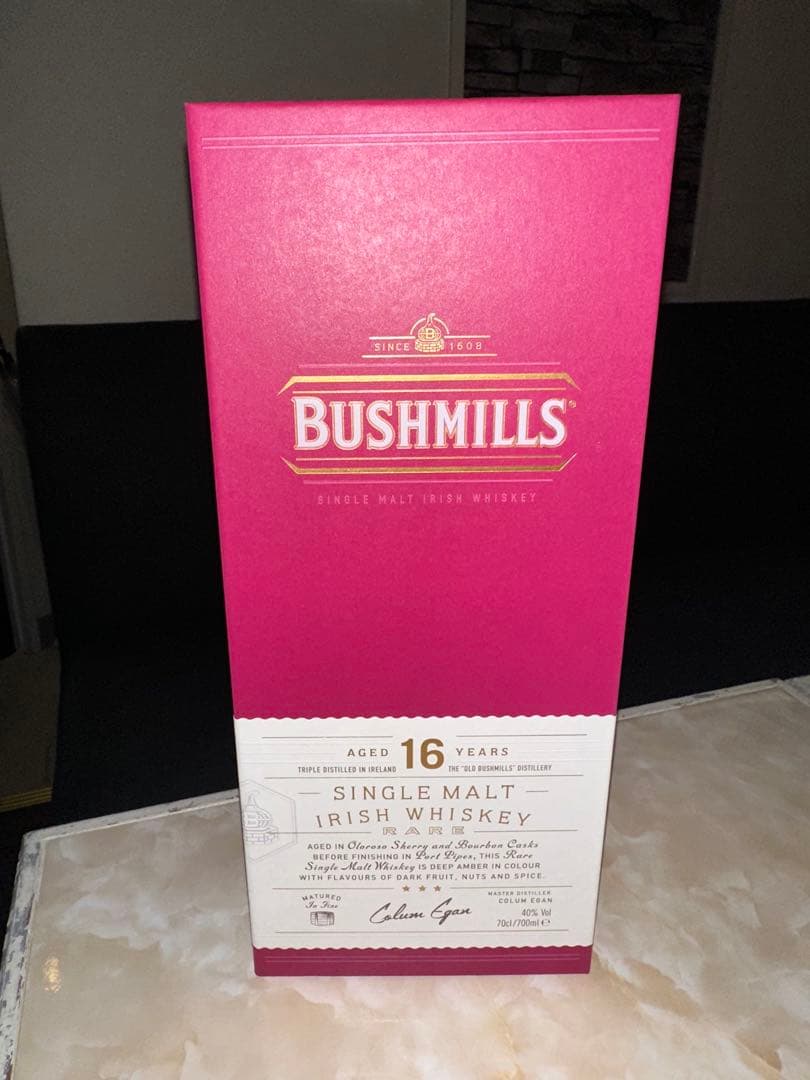 SINCE B 1608
BUSHMILLS®
SINGLE MALT IRISH WHISKEY
AGED 16 YEARS
TRIPLE DISTILLED IN IRELAND THE "OLD BUSHMILLS" DISTILLERY
SINGLE MALT
IRISH WHISKEY
RARE
AGED IN Oloroso Sherry and Bourbon Casks
BEFORE FINISHING IN Port Pipes, THIS Rare
Single Malt Whiskey IS DEEP AMBER IN COLOUR
WITH FLAVOURS OF DARK FRUIT, NUTS AND SPICE.
MATURED
In Fine
Colum Egan
MASTER DISTILLER
COLUM EGAN
40% Vol
70cl/700ml ℮